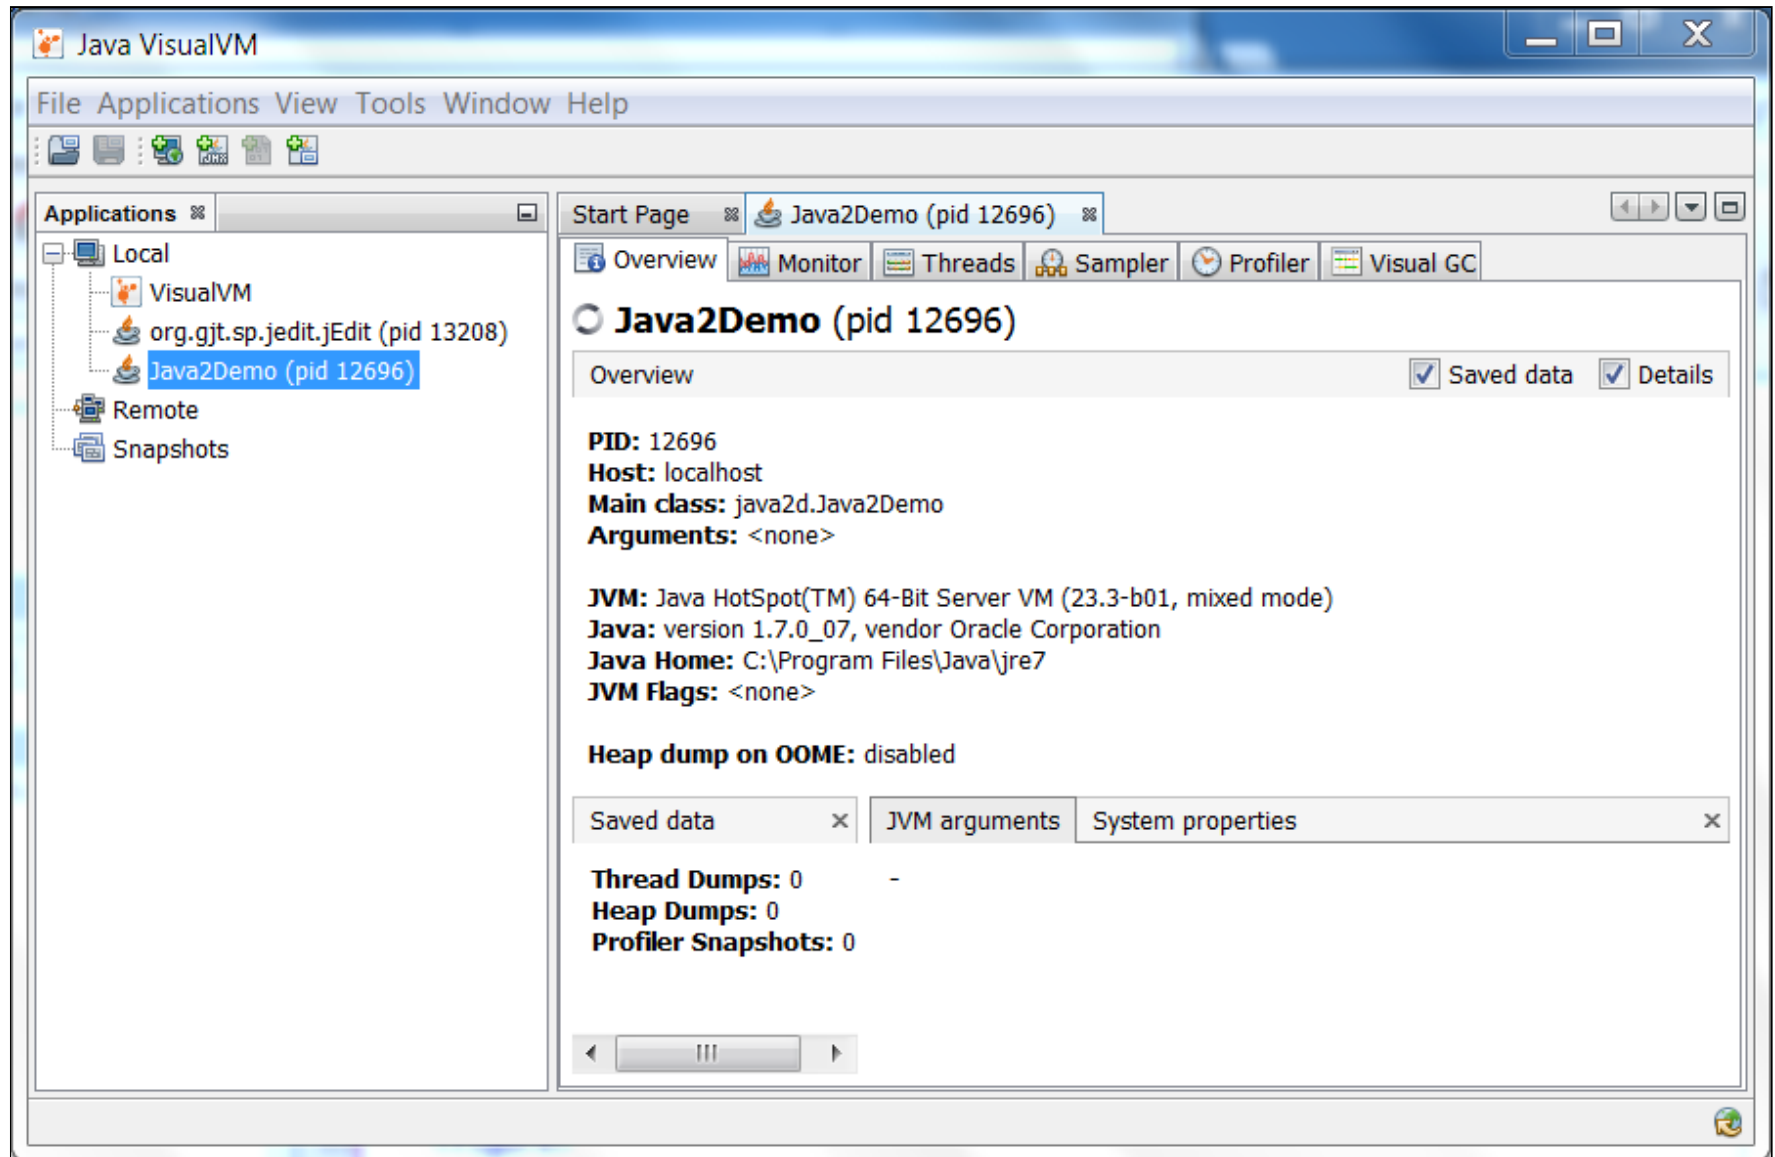 Java VisualVM
File Applications View Tools Window Help
Applications
Local
VisualVM
org.gjt.sp.jedit.jEdit (pid 13208)
Java2Demo (pid 12696)
Remote
Snapshots
Start Page Java2Demo (pid 12696)
Overview Monitor Threads Sampler Profiler Visual GC
Java2Demo (pid 12696)
Overview Saved data Details
PID: 12696
Host: localhost
Main class: java2d.Java2Demo
Arguments: <none>
JVM: Java HotSpot(TM) 64-Bit Server VM (23.3-b01, mixed mode)
Java: version 1.7.0_07, vendor Oracle Corporation
Java Home: C:\Program Files\Java\jre7
JVM Flags: <none>
Heap dump on OOME: disabled
Saved data JVM arguments System properties
Thread Dumps: 0 -
Heap Dumps: 0
Profiler Snapshots: 0